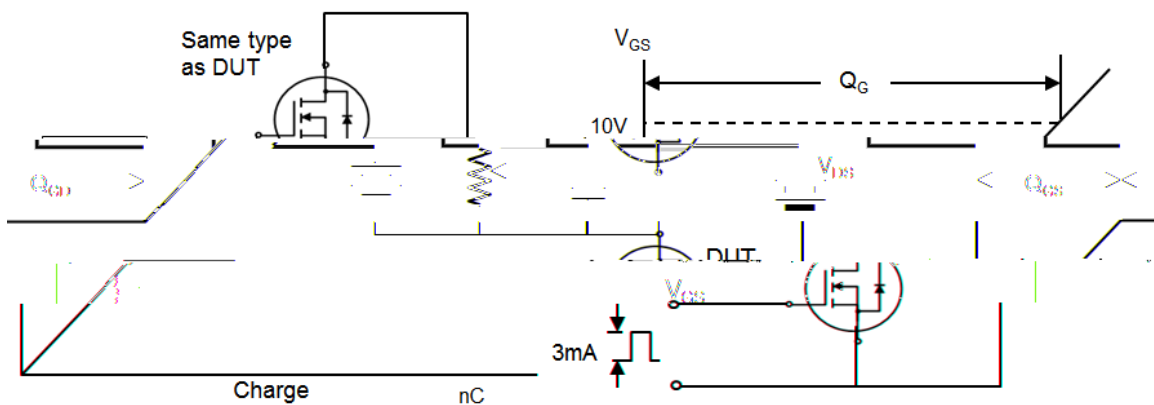 Same type
as DUT
VGS
QG
10V
QGD
VDS
QGS
DUT
VGS
3mA
Charge
nC